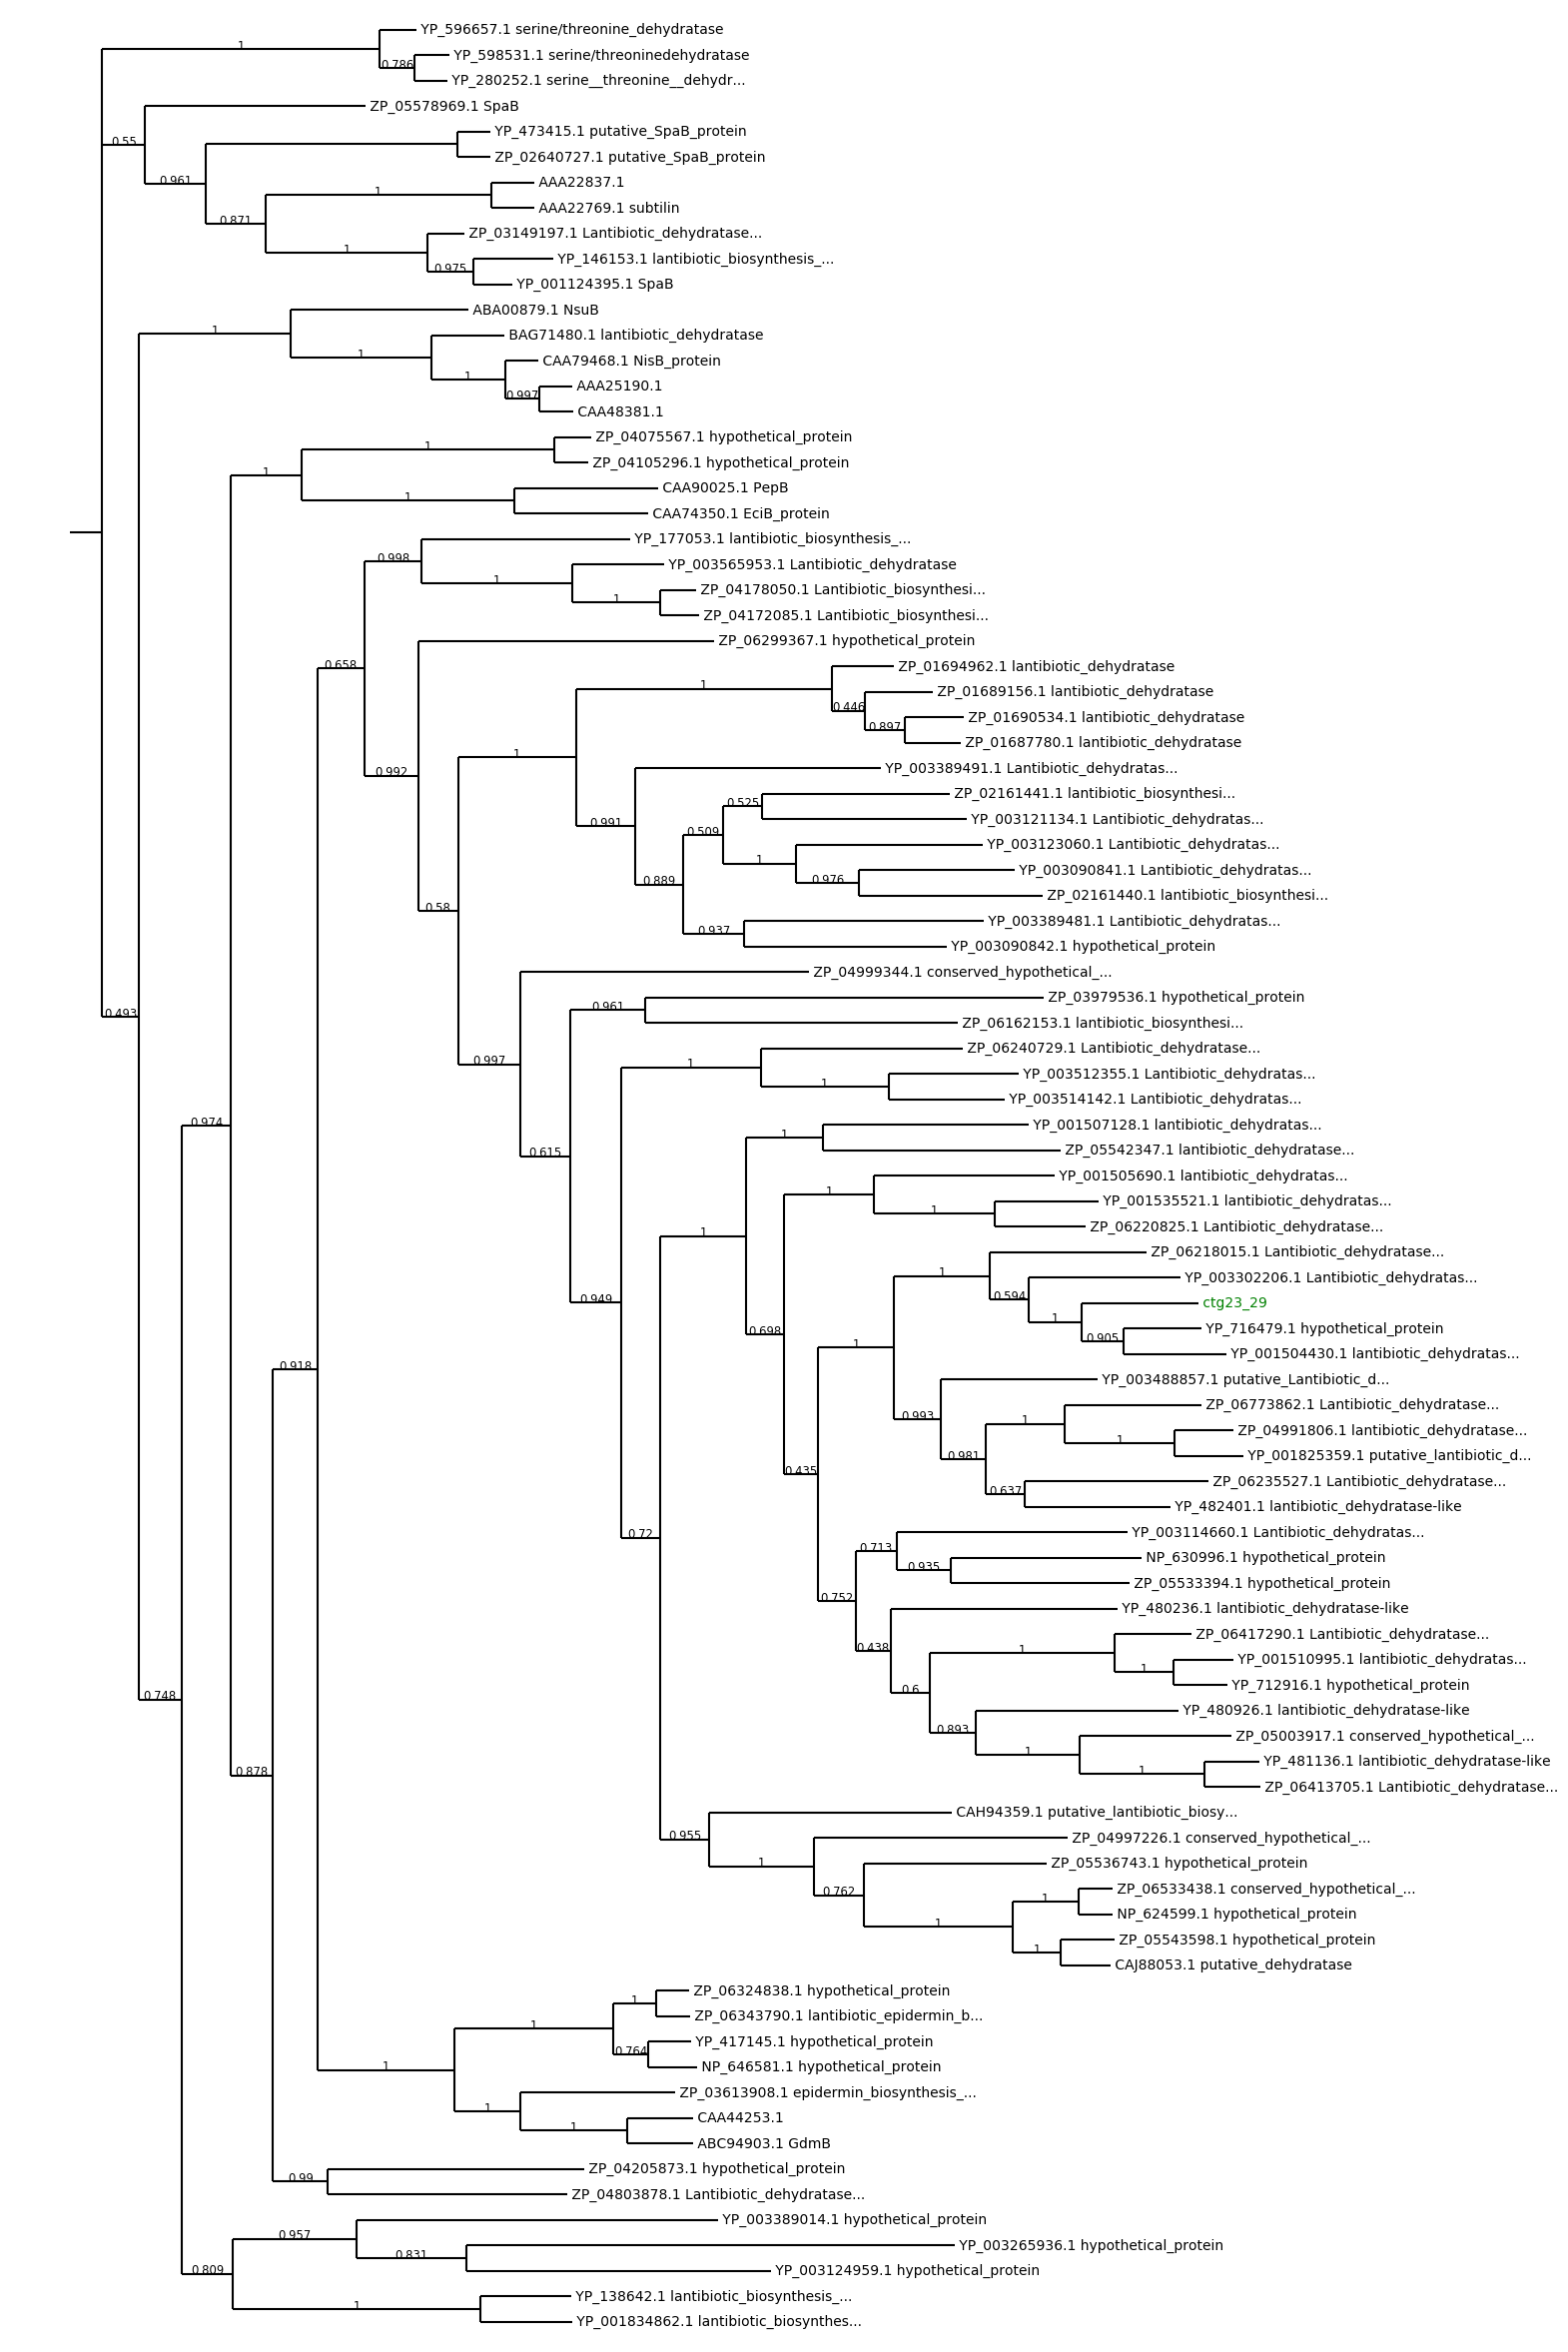 YP_596657.1 serine/threonine_dehydratase
1
YP_598531.1 serine/threoninedehydratase
0.786
YP_280252.1 serine__threonine__dehydr...
ZP_05578969.1 SpaB
YP_473415.1 putative_SpaB_protein
0.55
ZP_02640727.1 putative_SpaB_protein
0.961
AAA22837.1
1
AAA22769.1 subtilin
0.871
ZP_03149197.1 Lantibiotic_dehydratase...
1
YP_146153.1 lantibiotic_biosynthesis_...
0.975
YP_001124395.1 SpaB
ABA00879.1 NsuB
1
BAG71480.1 lantibiotic_dehydratase
1
CAA79468.1 NisB_protein
1
AAA25190.1
0.997
CAA48381.1
ZP_04075567.1 hypothetical_protein
1
ZP_04105296.1 hypothetical_protein
1
CAA90025.1 PepB
1
CAA74350.1 EciB_protein
YP_177053.1 lantibiotic_biosynthesis_...
0.998
YP_003565953.1 Lantibiotic_dehydratase
1
ZP_04178050.1 Lantibiotic_biosynthesi...
1
ZP_04172085.1 Lantibiotic_biosynthesi...
ZP_06299367.1 hypothetical_protein
0.658
ZP_01694962.1 lantibiotic_dehydratase
1
ZP_01689156.1 lantibiotic_dehydratase
0.446
ZP_01690534.1 lantibiotic_dehydratase
0.897
ZP_01687780.1 lantibiotic_dehydratase
1
YP_003389491.1 Lantibiotic_dehydratas...
0.992
ZP_02161441.1 lantibiotic_biosynthesi...
0.525
YP_003121134.1 Lantibiotic_dehydratas...
0.991
0.509
YP_003123060.1 Lantibiotic_dehydratas...
1
YP_003090841.1 Lantibiotic_dehydratas...
0.889
0.976
ZP_02161440.1 lantibiotic_biosynthesi...
0.58
YP_003389481.1 Lantibiotic_dehydratas...
0.937
YP_003090842.1 hypothetical_protein
ZP_04999344.1 conserved_hypothetical_...
ZP_03979536.1 hypothetical_protein
0.961
0.493
ZP_06162153.1 lantibiotic_biosynthesi...
ZP_06240729.1 Lantibiotic_dehydratase...
0.997
1
YP_003512355.1 Lantibiotic_dehydratas...
1
YP_003514142.1 Lantibiotic_dehydratas...
0.974
YP_001507128.1 lantibiotic_dehydratas...
1
ZP_05542347.1 lantibiotic_dehydratase...
0.615
YP_001505690.1 lantibiotic_dehydratas...
1
YP_001535521.1 lantibiotic_dehydratas...
1
ZP_06220825.1 Lantibiotic_dehydratase...
1
ZP_06218015.1 Lantibiotic_dehydratase...
1
YP_003302206.1 Lantibiotic_dehydratas...
0.594
0.949
ctg23_29
1
YP_716479.1 hypothetical_protein
0.698
0.905
1
YP_001504430.1 lantibiotic_dehydratas...
0.918
YP_003488857.1 putative_Lantibiotic_d...
ZP_06773862.1 Lantibiotic_dehydratase...
0.993
1
ZP_04991806.1 lantibiotic_dehydratase...
1
YP_001825359.1 putative_lantibiotic_d...
0.981
0.435
ZP_06235527.1 Lantibiotic_dehydratase...
0.637
YP_482401.1 lantibiotic_dehydratase-like
0.72
YP_003114660.1 Lantibiotic_dehydratas...
0.713
NP_630996.1 hypothetical_protein
0.935
ZP_05533394.1 hypothetical_protein
0.752
YP_480236.1 lantibiotic_dehydratase-like
ZP_06417290.1 Lantibiotic_dehydratase...
0.438
1
YP_001510995.1 lantibiotic_dehydratas...
1
YP_712916.1 hypothetical_protein
0.6
0.748
YP_480926.1 lantibiotic_dehydratase-like
0.893
ZP_05003917.1 conserved_hypothetical_...
1
YP_481136.1 lantibiotic_dehydratase-like
1
0.878
ZP_06413705.1 Lantibiotic_dehydratase...
CAH94359.1 putative_lantibiotic_biosy...
0.955
ZP_04997226.1 conserved_hypothetical_...
1
ZP_05536743.1 hypothetical_protein
0.762
ZP_06533438.1 conserved_hypothetical_...
1
NP_624599.1 hypothetical_protein
1
ZP_05543598.1 hypothetical_protein
1
CAJ88053.1 putative_dehydratase
ZP_06324838.1 hypothetical_protein
1
ZP_06343790.1 lantibiotic_epidermin_b...
1
YP_417145.1 hypothetical_protein
0.764
NP_646581.1 hypothetical_protein
1
ZP_03613908.1 epidermin_biosynthesis_...
1
CAA44253.1
1
ABC94903.1 GdmB
ZP_04205873.1 hypothetical_protein
0.99
ZP_04803878.1 Lantibiotic_dehydratase...
YP_003389014.1 hypothetical_protein
0.957
YP_003265936.1 hypothetical_protein
0.831
YP_003124959.1 hypothetical_protein
0.809
YP_138642.1 lantibiotic_biosynthesis_...
1
YP_001834862.1 lantibiotic_biosynthes...